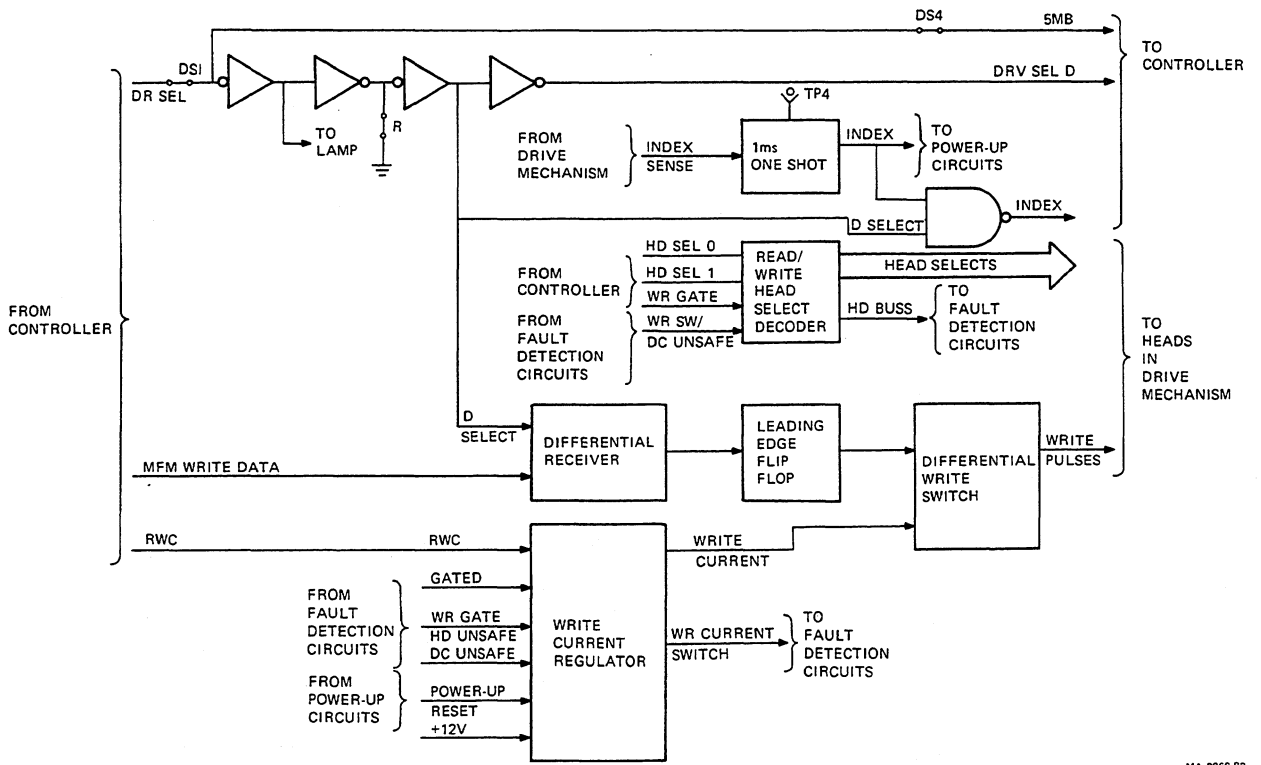 DS4
5MB
DS1
DR SEL
TO
CONTROLLER
DRV SEL D
TO
LAMP
R
TP4
FROM
DRIVE
MECHANISM
INDEX
SENSE
1ms
ONE SHOT
INDEX
TO
POWER-UP
CIRCUITS
D SELECT
INDEX
FROM
CONTROLLER
HD SEL 0
HD SEL 1
WR GATE
FROM
CONTROLLER
FROM
FAULT
DETECTION
CIRCUITS
WR SW/
DC UNSAFE
READ/
WRITE
HEAD
SELECT
DECODER
HEAD SELECTS
HD BUSS
TO
FAULT
DETECTION
CIRCUITS
TO
HEADS
IN
DRIVE
MECHANISM
D
SELECT
MFM WRITE DATA
DIFFERENTIAL
RECEIVER
LEADING
EDGE
FLIP
FLOP
DIFFERENTIAL
WRITE
SWITCH
WRITE
PULSES
RWC
RWC
WRITE
CURRENT
FROM
FAULT
DETECTION
CIRCUITS
GATED
WR GATE
HD UNSAFE
DC UNSAFE
FROM
POWER-UP
CIRCUITS
POWER-UP
RESET
+12V
WRITE
CURRENT
REGULATOR
WR CURRENT
SWITCH
TO
FAULT
DETECTION
CIRCUITS